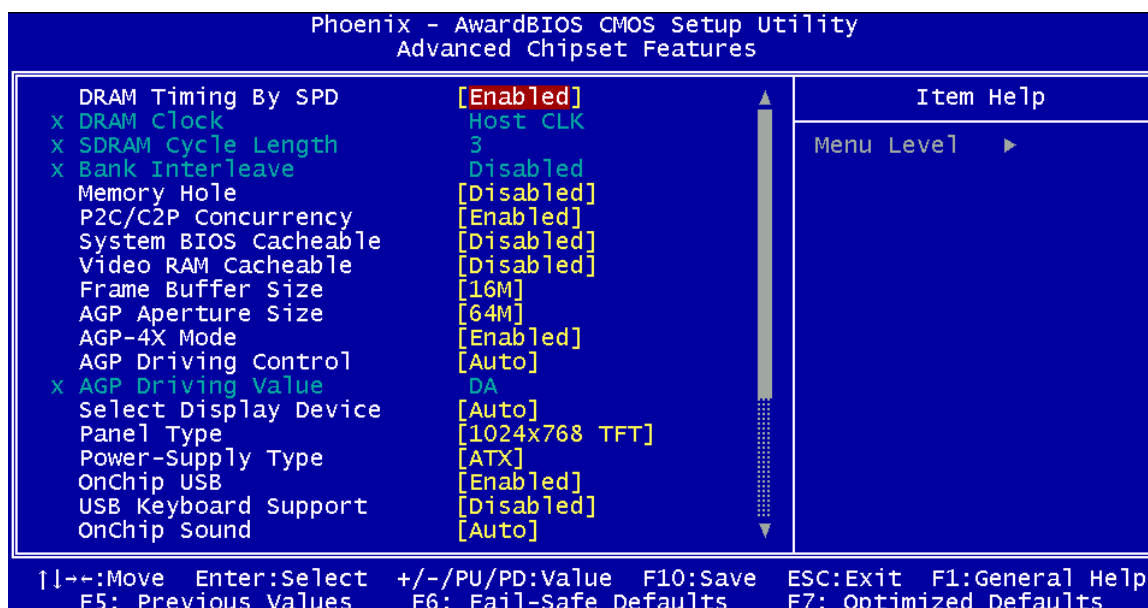 Phoenix - AwardBIOS CMOS Setup Utility
Advanced Chipset Features
DRAM Timing By SPD [Enabled]
x DRAM Clock Host CLK
x SDRAM Cycle Length 3
x Bank Interleave Disabled
Memory Hole [Disabled]
P2C/C2P Concurrency [Enabled]
System BIOS Cacheable [Disabled]
Video RAM Cacheable [Disabled]
Frame Buffer Size [16M]
AGP Aperture Size [64M]
AGP-4X Mode [Enabled]
AGP Driving Control [Auto]
x AGP Driving Value DA
Select Display Device [Auto]
Panel Type [1024x768 TFT]
Power-Supply Type [ATX]
OnChip USB [Enabled]
USB Keyboard Support [Disabled]
OnChip Sound [Auto]
Item Help
Menu Level ▶
↑↓→←:Move Enter:Select +/-/PU/PD:Value F10:Save ESC:Exit F1:General Help
F5: Previous Values F6: Fail-Safe Defaults F7: Optimized Defaults